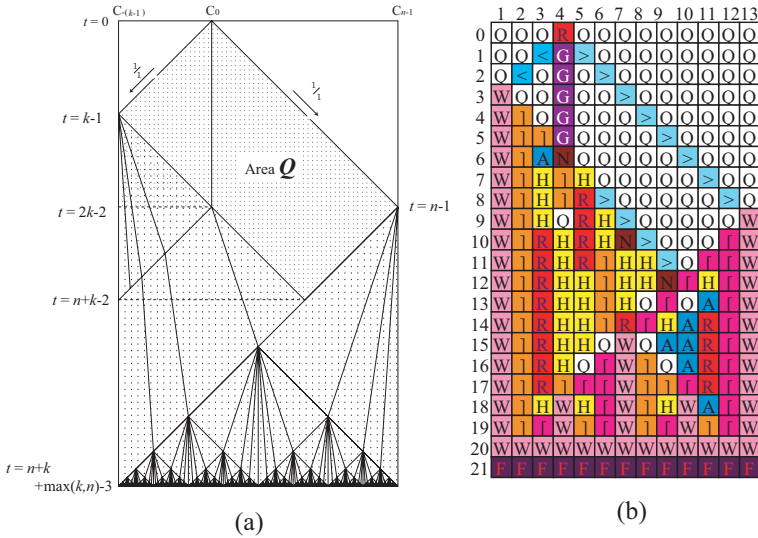 C-(k-1) C0 Cn-1
t = 0
1/1 1/1
t = k-1
Area Q
t = 2k-2 t = n-1
t = n+k-2
t = n+k
+max(k,n)-3
(a)
1 2 3 4 5 6 7 8 9 10 11 12 13
0 Q Q Q R Q Q Q Q Q Q Q Q Q
1 Q Q < G > Q Q Q Q Q Q Q Q
2 Q < Q G Q > Q Q Q Q Q Q Q
3 W Q Q G Q Q > Q Q Q Q Q Q
4 W ⌉ Q G Q Q Q > Q Q Q Q Q
5 W ⌉ ⌉ G Q Q Q Q > Q Q Q Q
6 W ⌉ A N Q Q Q Q Q > Q Q Q
7 W ⌉ H ⌉ H Q Q Q Q Q > Q Q
8 W ⌉ H ⌉ R > Q Q Q Q Q > Q
9 W ⌉ H Q R H > Q Q Q Q Q W
10 W ⌉ R H R H N > Q Q Q ⌈ W
11 W ⌉ R H R ⌉ H H > Q ⌈ ⌈ W
12 W ⌉ R H H ⌉ H H N ⌈ H ⌈ W
13 W ⌉ R H H ⌉ H Q ⌈ Q A ⌈ W
14 W ⌉ R H H ⌉ R ⌈ H A R ⌈ W
15 W ⌉ R H H Q W Q A A R ⌈ W
16 W ⌉ R H Q ⌈ W ⌉ Q A R ⌈ W
17 W ⌉ R ⌉ ⌈ ⌈ W ⌉ ⌉ ⌈ R ⌈ W
18 W ⌉ H W H ⌈ W ⌉ H W A ⌈ W
19 W ⌉ ⌈ W ⌉ ⌈ W ⌉ ⌈ W ⌉ ⌈ W
20 W W W W W W W W W W W W W
21 F F F F F F F F F F F F F
(b)